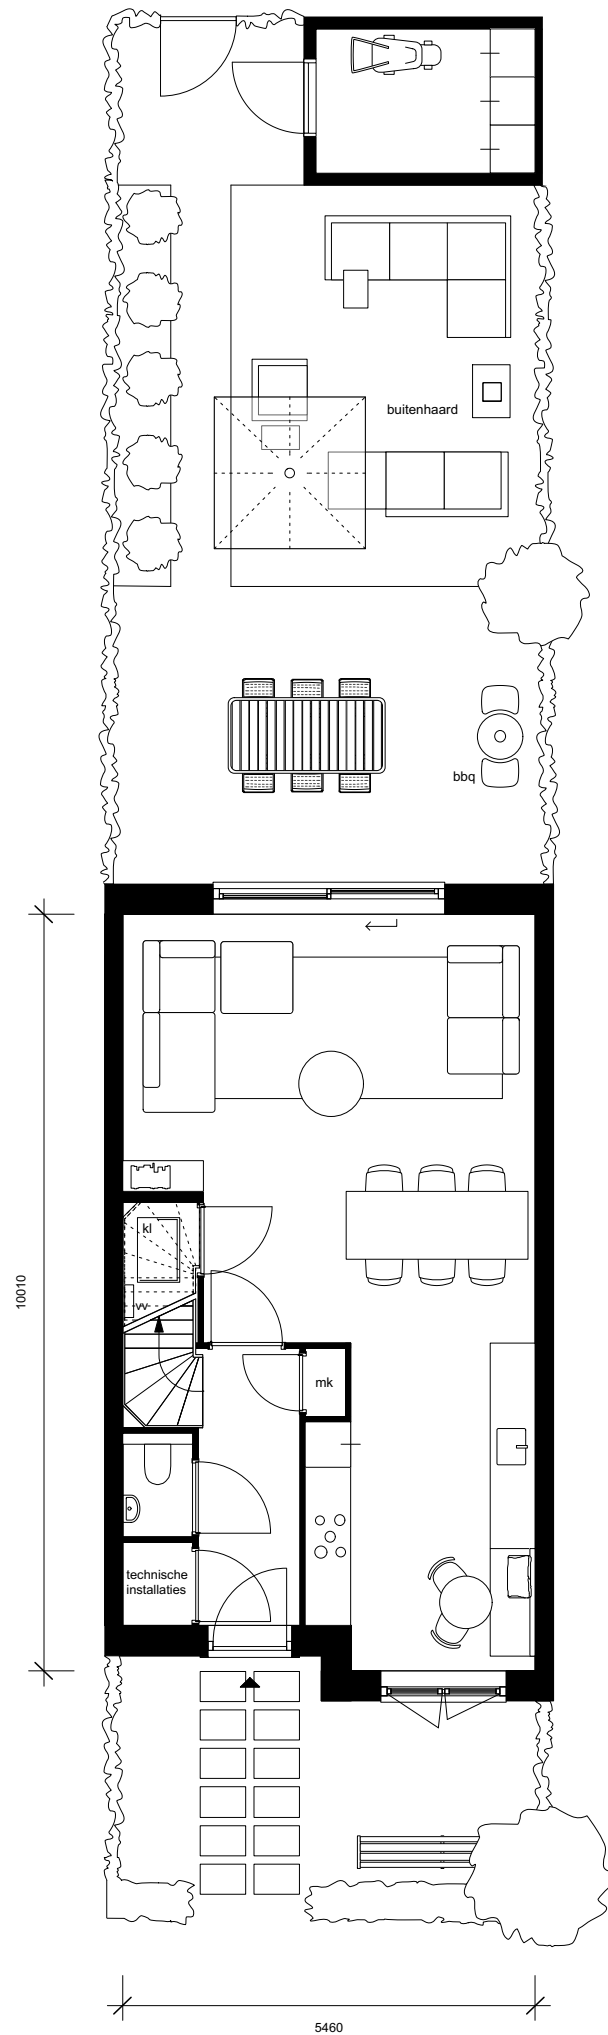 buitenhaard
bbq
10010
kl
vv
mk
technische
installaties
5460